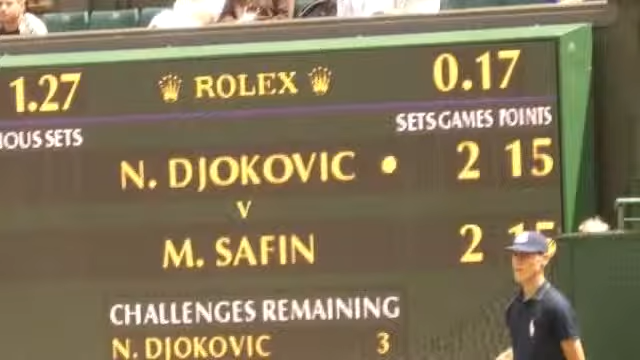 1.27 ROLEX 0.17
IOUS SETS SETS GAMES POINTS
N. DJOKOVIC • 2 15
V
M. SAFIN 2 15
CHALLENGES REMAINING
N. DJOKOVIC 3